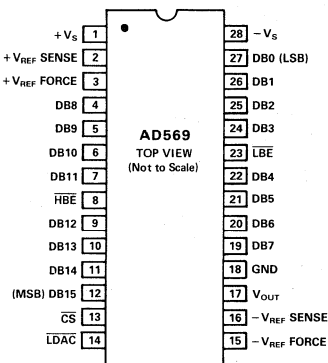 +VS 1 28 −VS
+VREF SENSE 2 27 DB0 (LSB)
+VREF FORCE 3 26 DB1
DB8 4 25 DB2
DB9 5 24 DB3
DB10 6 23 LBE
DB11 7 22 DB4
HBE 8 21 DB5
DB12 9 20 DB6
DB13 10 19 DB7
DB14 11 18 GND
(MSB) DB15 12 17 VOUT
CS 13 16 −VREF SENSE
LDAC 14 15 −VREF FORCE
AD569
TOP VIEW
(Not to Scale)